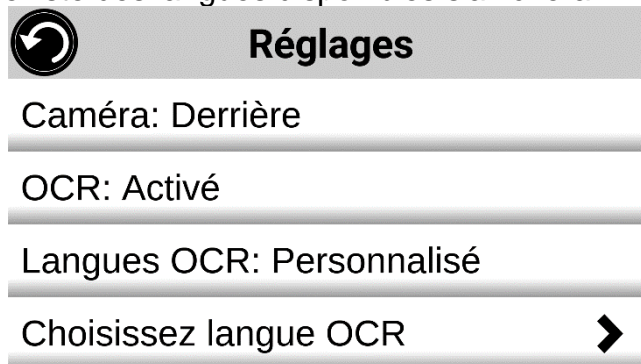 Réglages
Caméra: Derrière
OCR: Activé
Langues OCR: Personnalisé
Choisissez langue OCR